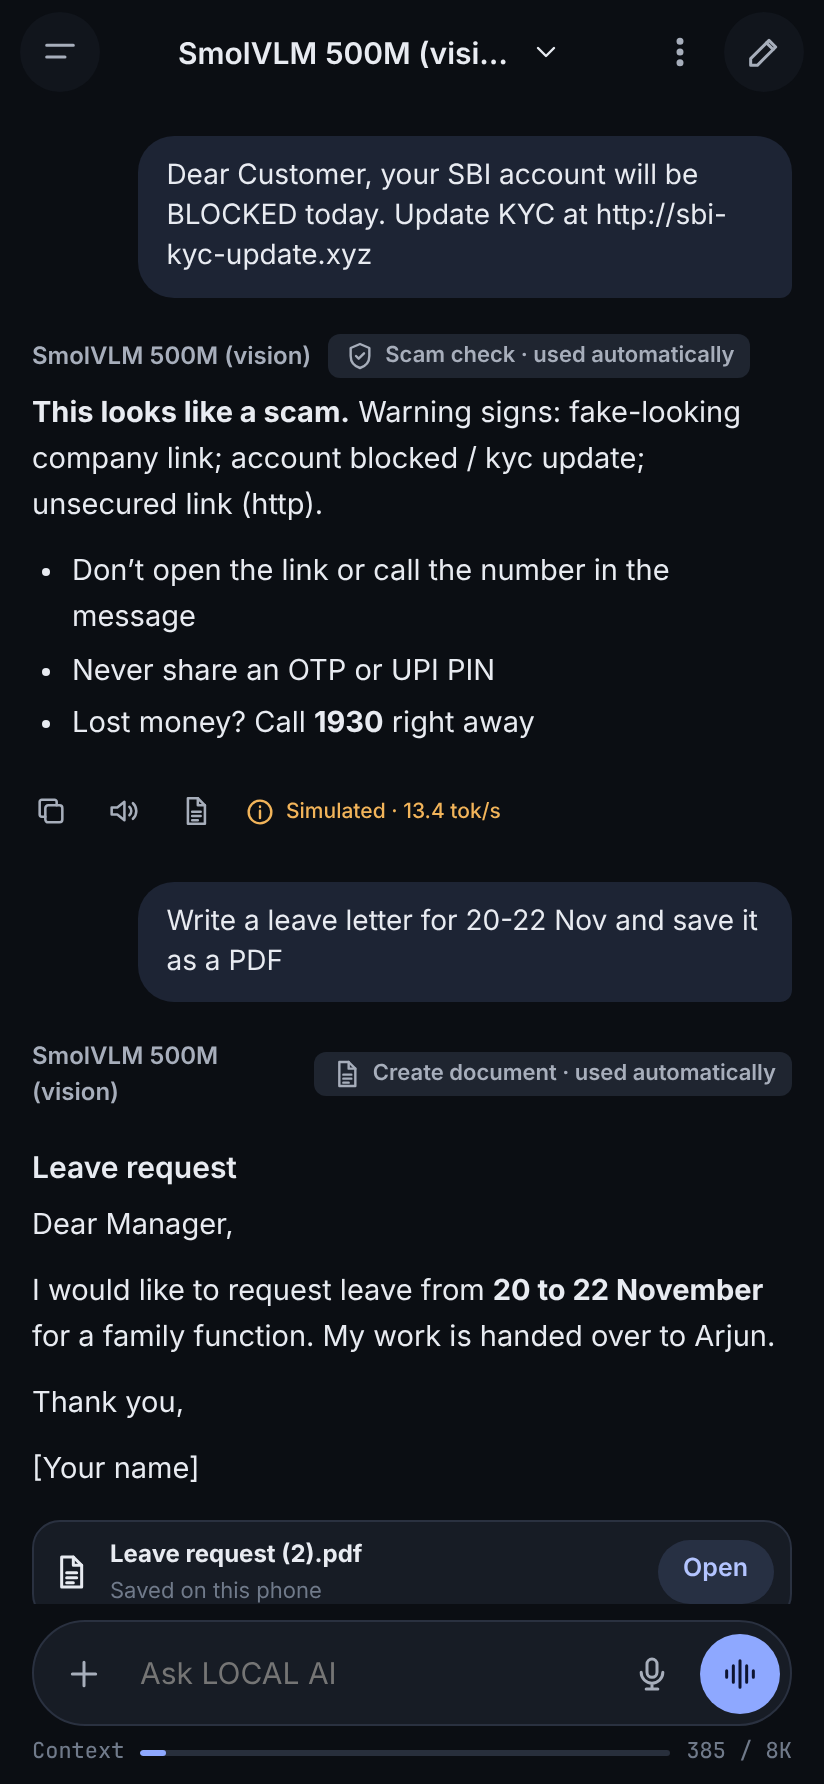 SmolVLM 500M (visi...
Dear Customer, your SBI account will be
BLOCKED today. Update KYC at http://sbi-
kyc-update.xyz
SmolVLM 500M (vision)
Scam check · used automatically
This looks like a scam. Warning signs: fake-looking
company link; account blocked / kyc update;
unsecured link (http).
• Don’t open the link or call the number in the
message
• Never share an OTP or UPI PIN
• Lost money? Call 1930 right away
Simulated · 13.4 tok/s
Write a leave letter for 20-22 Nov and save it
as a PDF
SmolVLM 500M
(vision)
Create document · used automatically
Leave request
Dear Manager,
I would like to request leave from 20 to 22 November
for a family function. My work is handed over to Arjun.
Thank you,
[Your name]
Leave request (2).pdf
Saved on this phone
Open
Ask LOCAL AI
Context
385 / 8K